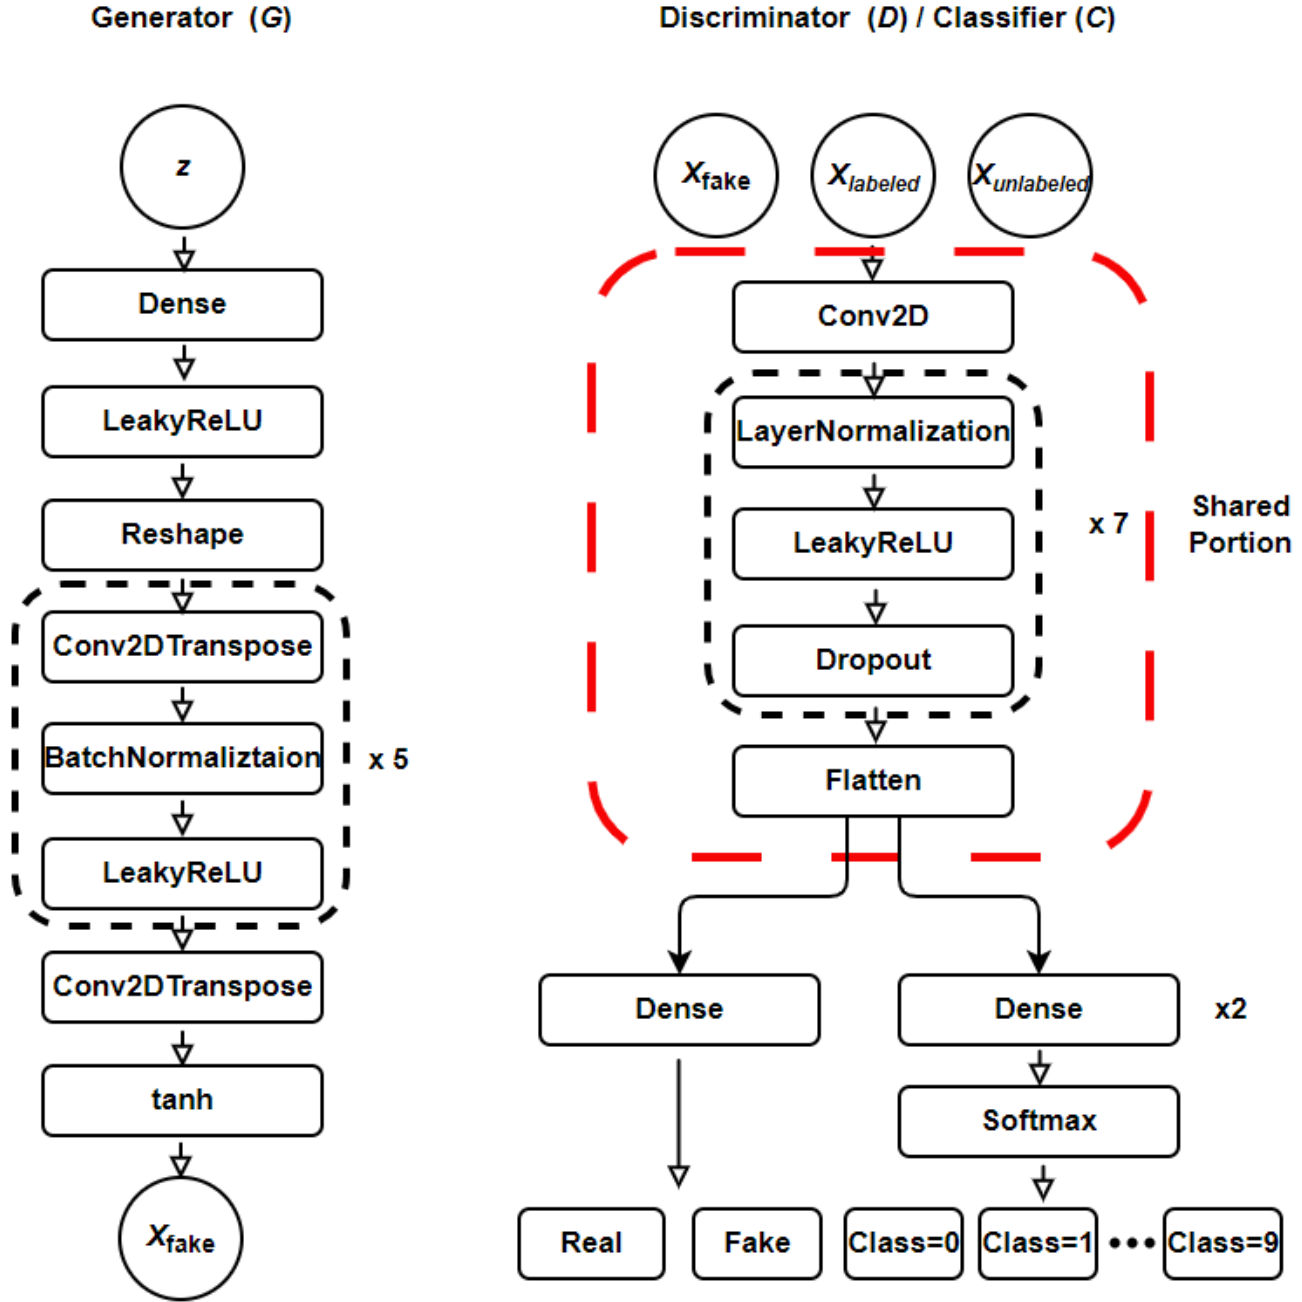 Generator (G)
z
Dense
LeakyReLU
Reshape
Conv2DTranspose
BatchNormaliztaion
x 5
LeakyReLU
Conv2DTranspose
tanh
Xfake
Discriminator (D) / Classifier (C)
Xfake
Xlabeled
Xunlabeled
Conv2D
LayerNormalization
LeakyReLU
x 7
Dropout
Shared
Portion
Flatten
Dense
Dense
x2
Softmax
Real
Fake
Class=0
Class=1
•••
Class=9